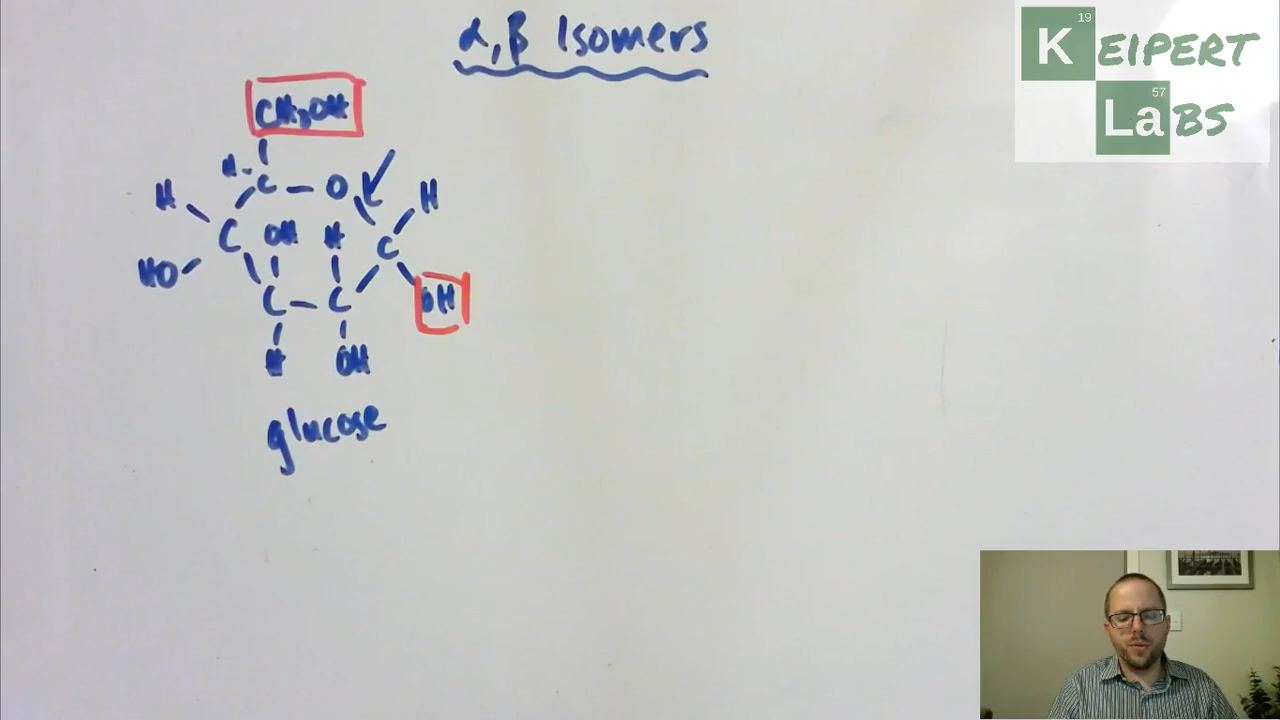 α,β Isomers
19
KEIPERT
57
LaBS
CH₂OH
H
C - O
H
H
C
OH
H
C
HO
C - C
OH
H
OH
glucose